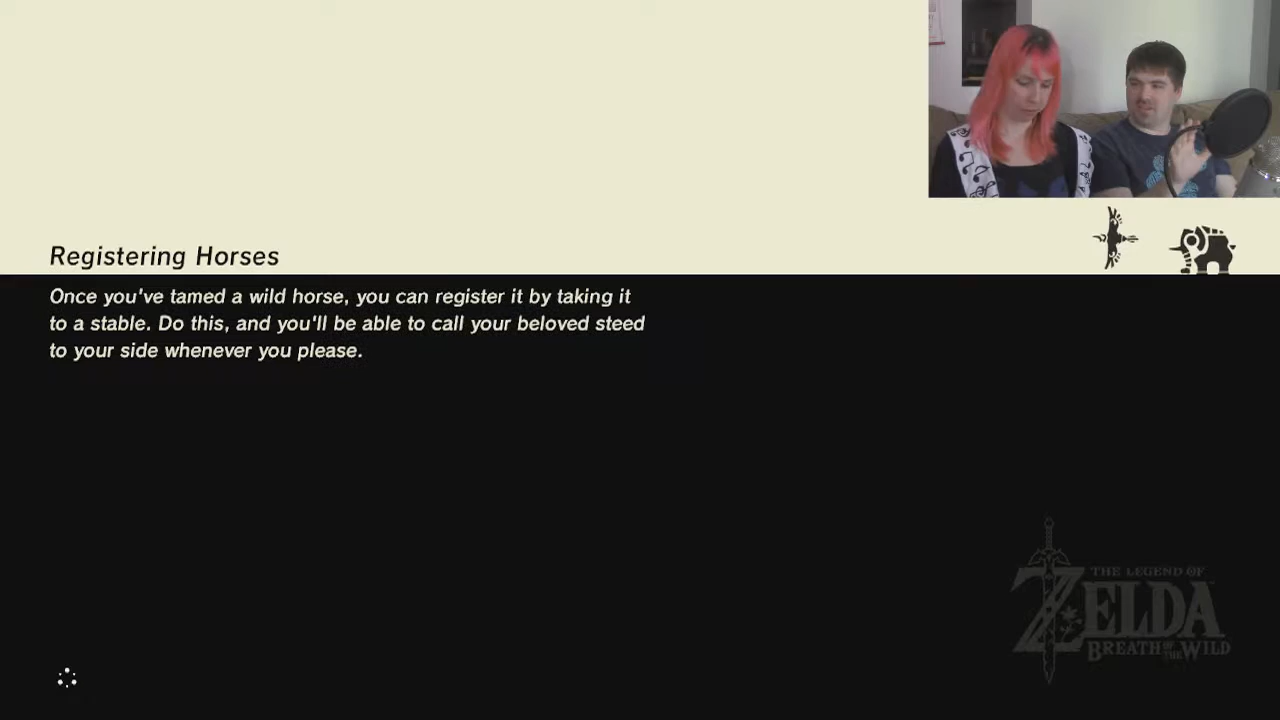 Registering Horses
Once you've tamed a wild horse, you can register it by taking it
to a stable. Do this, and you'll be able to call your beloved steed
to your side whenever you please.
THE LEGEND OF
ZELDA
BREATH OF THE WILD